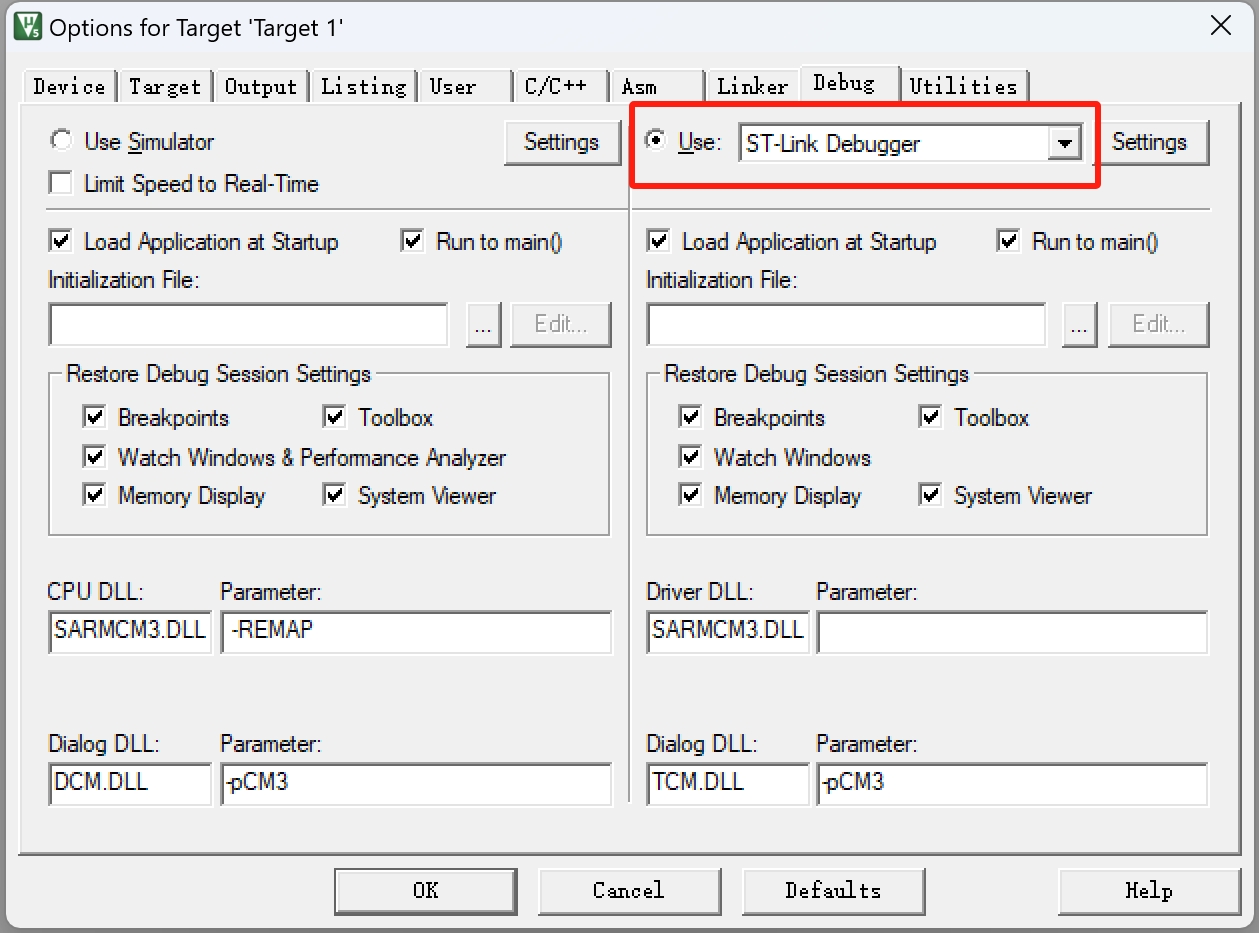 Options for Target 'Target 1'
Device Target Output Listing User C/C++ Asm Linker Debug Utilities
Use Simulator Settings Use: ST-Link Debugger Settings
Limit Speed to Real-Time
Load Application at Startup Run to main() Load Application at Startup Run to main()
Initialization File: Initialization File:
... Edit... ... Edit...
Restore Debug Session Settings Restore Debug Session Settings
Breakpoints Toolbox Breakpoints Toolbox
Watch Windows & Performance Analyzer Watch Windows
Memory Display System Viewer Memory Display System Viewer
CPU DLL: Parameter: Driver DLL: Parameter:
SARMCM3.DLL -REMAP SARMCM3.DLL
Dialog DLL: Parameter: Dialog DLL: Parameter:
DCM.DLL -pCM3 TCM.DLL -pCM3
OK Cancel Defaults Help